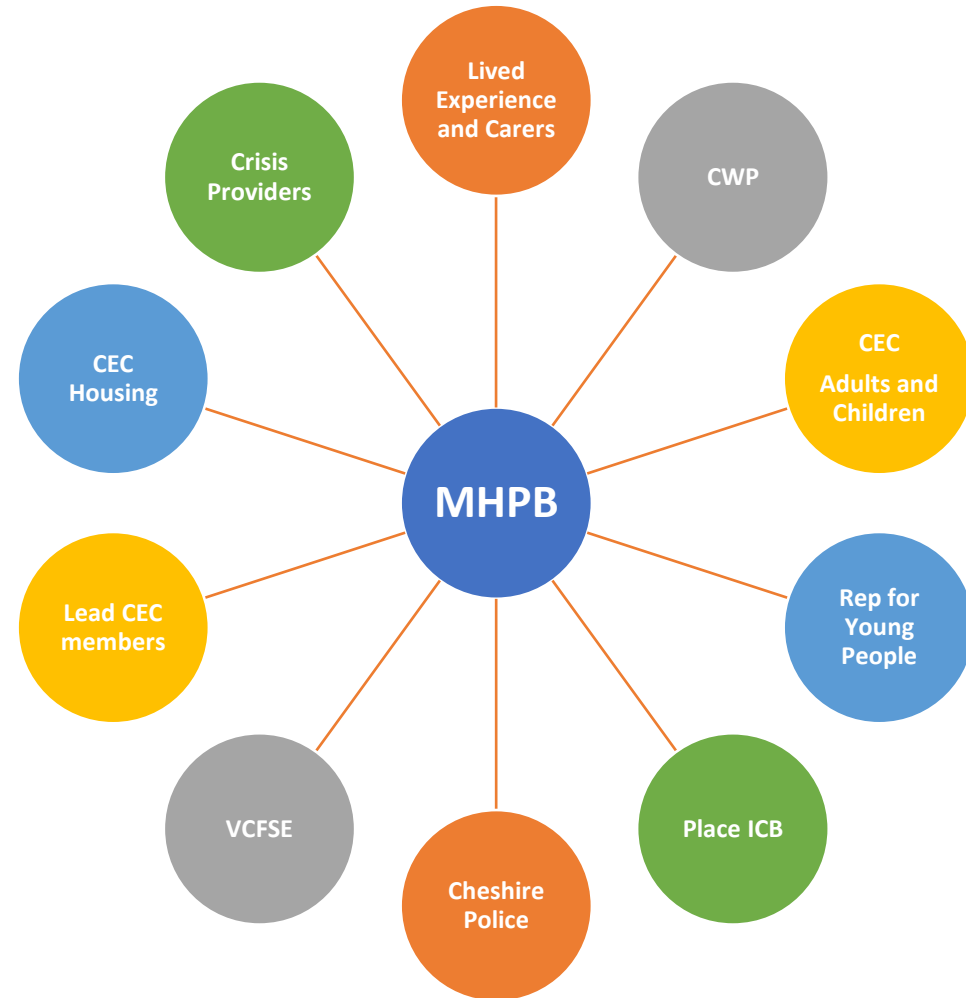 Lived
Experience
and Carers
CWP
CEC
Adults and
Children
Rep for
Young
People
Place ICB
Cheshire
Police
VCFSE
Lead CEC
members
CEC
Housing
Crisis
Providers
MHPB